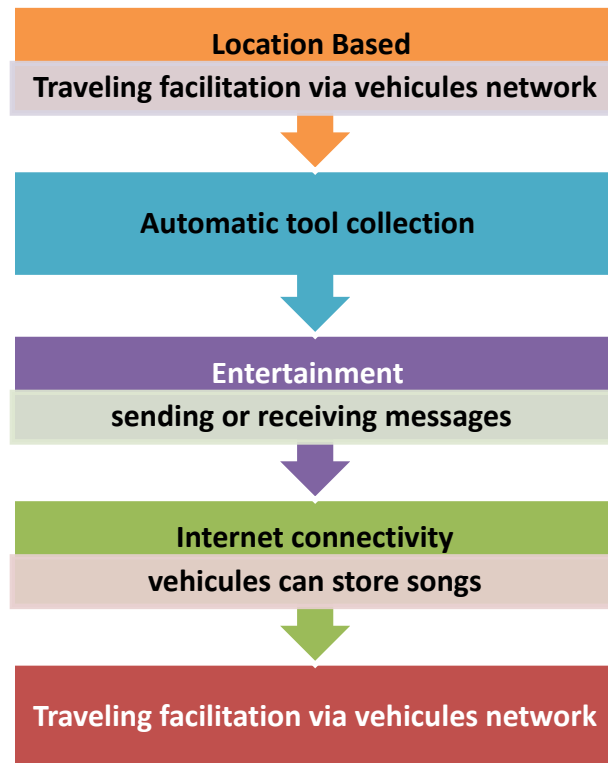 Location Based
Traveling facilitation via vehicules network
Automatic tool collection
Entertainment
sending or receiving messages
Internet connectivity
vehicules can store songs
Traveling facilitation via vehicules network